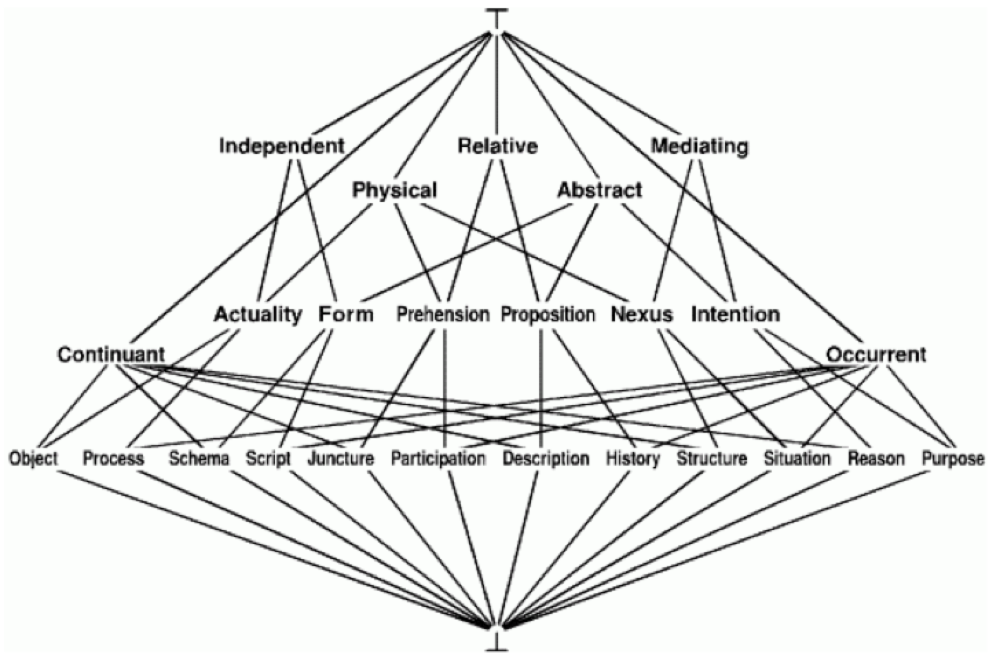 Independent Relative Mediating
Physical Abstract
Actuality Form Prehension Proposition Nexus Intention
Continuant Occurrent
Object Process Schema Script Juncture Participation Description History Structure Situation Reason Purpose